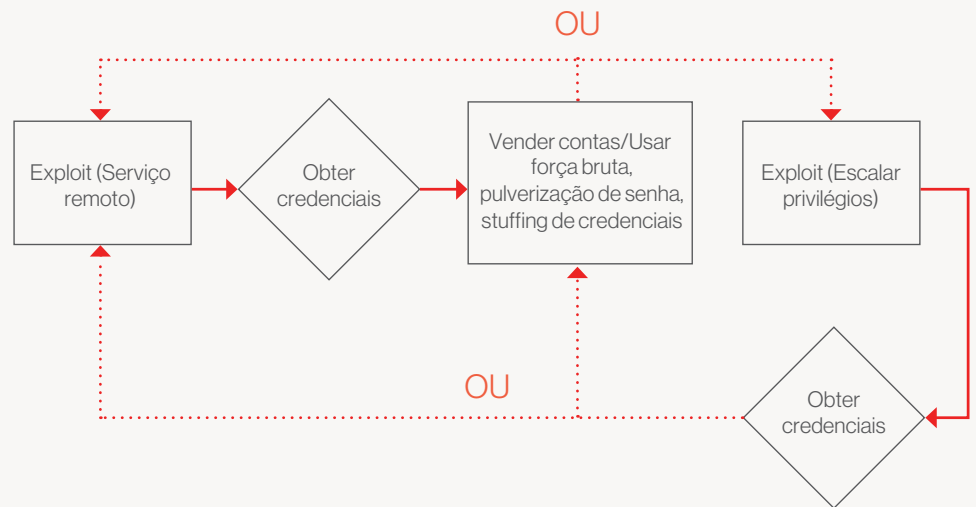 OU
Exploit (Serviço
remoto)
Obter
credenciais
Vender contas/Usar
força bruta,
pulverização de senha,
stuffing de credenciais
Exploit (Escalar
privilégios)
OU
Obter
credenciais